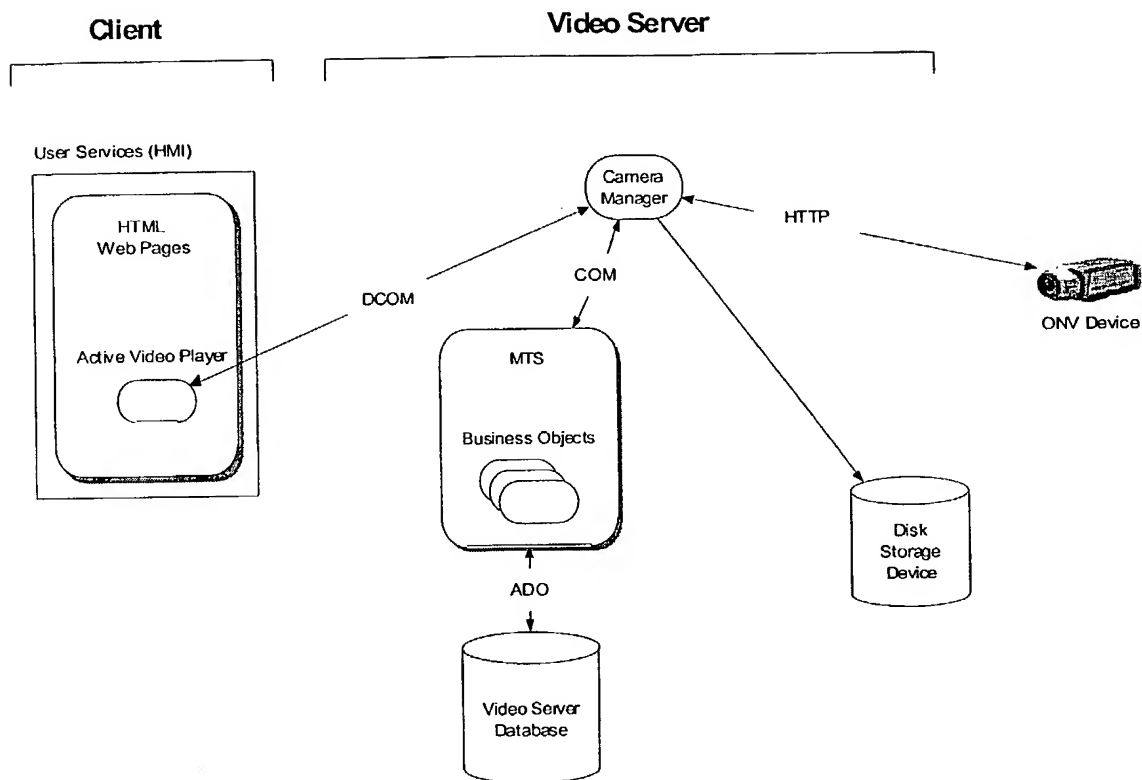 Client
Video Server
User Services (HMI)
HTML
Web Pages
Active Video Player
DCOM
Camera
Manager
COM
HTTP
ONV Device
MTS
Business Objects
ADO
Video Server
Database
Disk
Storage
Device